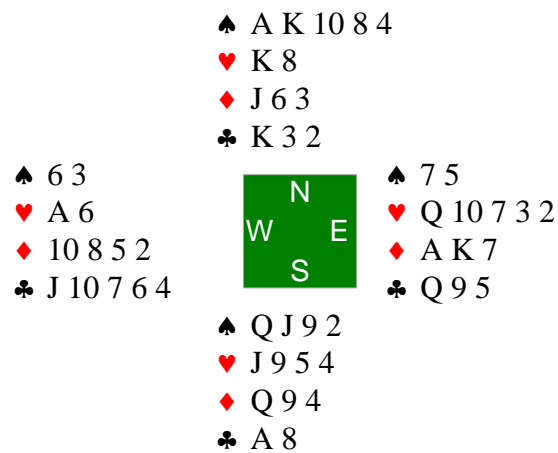 ♠ A K 10 8 4
♥ K 8
♦ J 6 3
♣ K 3 2
♠ 6 3
♥ A 6
♦ 10 8 5 2
♣ J 10 7 6 4
N
W E
S
♠ 7 5
♥ Q 10 7 3 2
♦ A K 7
♣ Q 9 5
♠ Q J 9 2
♥ J 9 5 4
♦ Q 9 4
♣ A 8